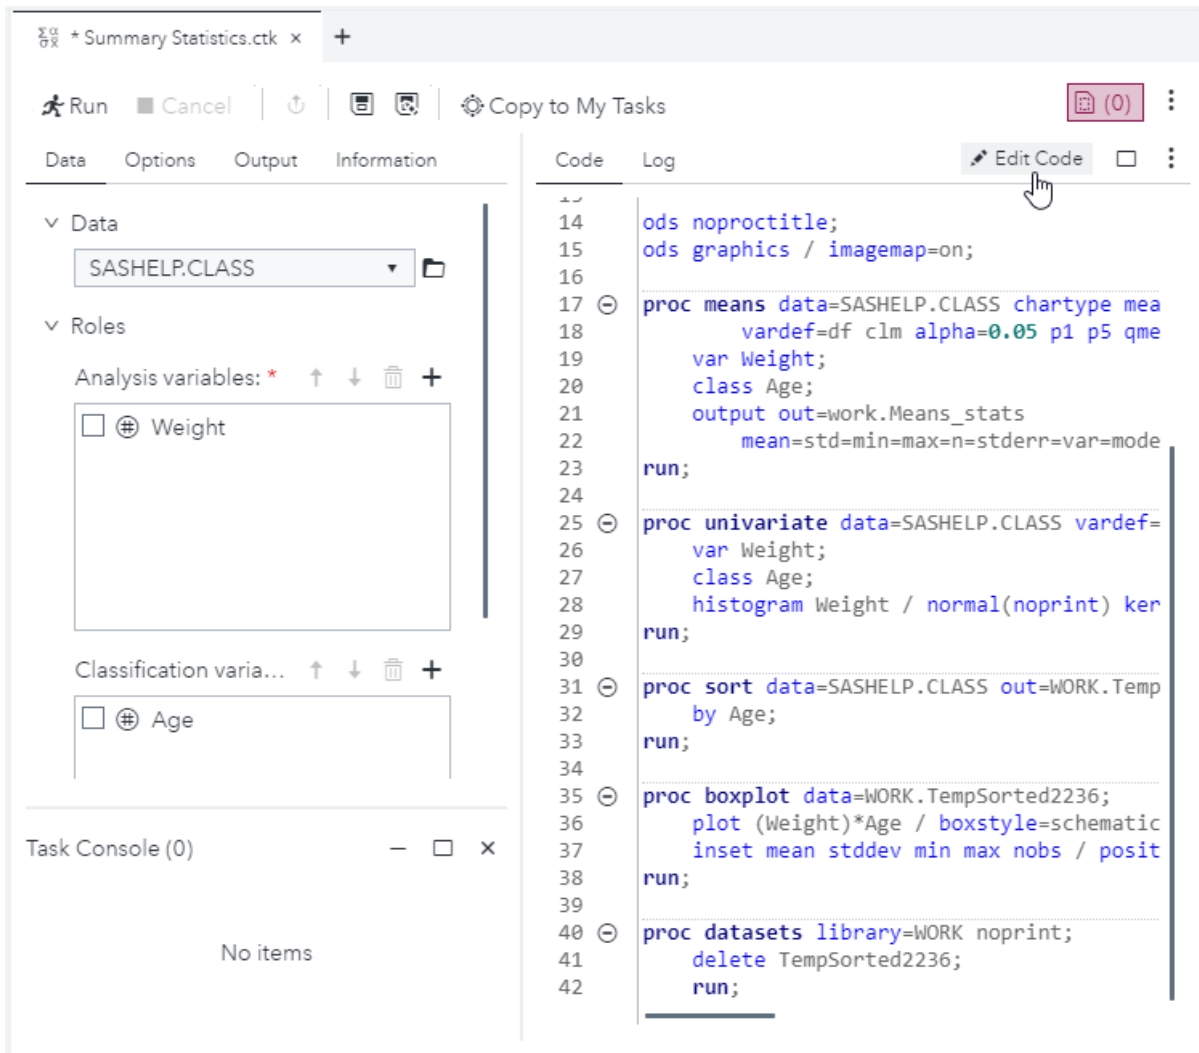 * Summary Statistics.ctk × +
Run Cancel Copy to My Tasks (0)
Data Options Output Information
Code Log Edit Code
Data
SASHELP.CLASS
Roles
Analysis variables: *
Weight
Classification varia...
Age
Task Console (0)
No items
14 ods noproctitle;
15 ods graphics / imagemap=on;
16
17 proc means data=SASHELP.CLASS chartype mea
18 vardef=df clm alpha=0.05 p1 p5 qme
19 var Weight;
20 class Age;
21 output out=work.Means_stats
22 mean=std=min=max=n=stderr=var=mode
23 run;
24
25 proc univariate data=SASHELP.CLASS vardef=
26 var Weight;
27 class Age;
28 histogram Weight / normal(noprint) ker
29 run;
30
31 proc sort data=SASHELP.CLASS out=WORK.Temp
32 by Age;
33 run;
34
35 proc boxplot data=WORK.TempSorted2236;
36 plot (Weight)*Age / boxstyle=schematic
37 inset mean stddev min max nobs / posit
38 run;
39
40 proc datasets library=WORK noprint;
41 delete TempSorted2236;
42 run;